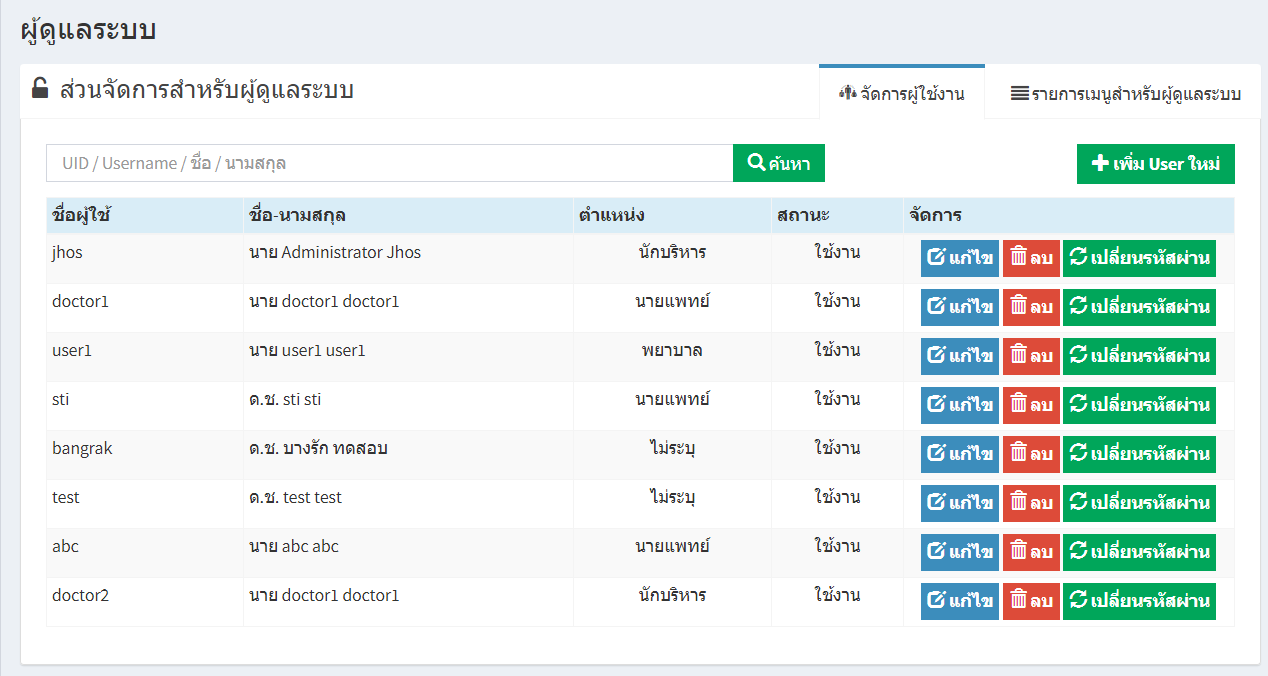 ผู้ดูแลระบบ
ส่วนจัดการสำหรับผู้ดูแลระบบ
จัดการผู้ใช้งาน
รายการเมนูสำหรับผู้ดูแลระบบ
UID / Username / ชื่อ / นามสกุล
ค้นหา
เพิ่ม User ใหม่
ชื่อผู้ใช้ ชื่อ-นามสกุล ตำแหน่ง สถานะ จัดการ
jhos นาย Administrator Jhos นักบริหาร ใช้งาน แก้ไข ลบ เปลี่ยนรหัสผ่าน
doctor1 นาย doctor1 doctor1 นายแพทย์ ใช้งาน แก้ไข ลบ เปลี่ยนรหัสผ่าน
user1 นาย user1 user1 พยาบาล ใช้งาน แก้ไข ลบ เปลี่ยนรหัสผ่าน
sti ด.ช. sti sti นายแพทย์ ใช้งาน แก้ไข ลบ เปลี่ยนรหัสผ่าน
bangrak ด.ช. บางรัก ทดสอบ ไม่ระบุ ใช้งาน แก้ไข ลบ เปลี่ยนรหัสผ่าน
test ด.ช. test test ไม่ระบุ ใช้งาน แก้ไข ลบ เปลี่ยนรหัสผ่าน
abc นาย abc abc นายแพทย์ ใช้งาน แก้ไข ลบ เปลี่ยนรหัสผ่าน
doctor2 นาย doctor1 doctor1 นักบริหาร ใช้งาน แก้ไข ลบ เปลี่ยนรหัสผ่าน